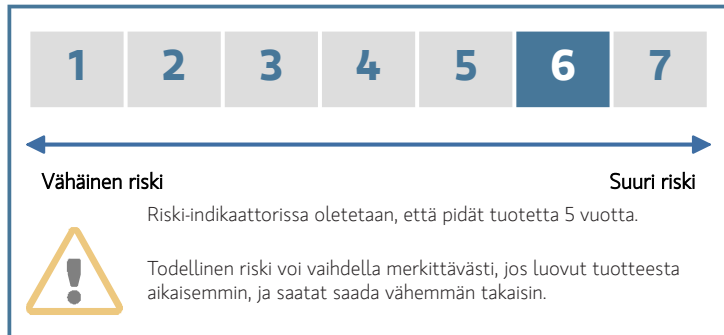 1 2 3 4 5 6 7
Vähäinen riski Suuri riski
Riski-indikaattorissa oletetaan, että pidät tuotetta 5 vuotta.
Todellinen riski voi vaihdella merkittävästi, jos luovut tuotteesta
aikaisemmin, ja saatat saada vähemmän takaisin.